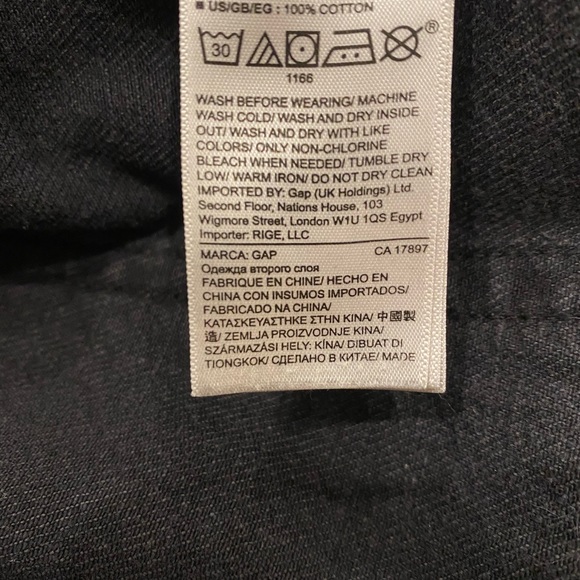 ■ US/GB/EG : 100% COTTON
30
®
1166
WASH BEFORE WEARING/ MACHINE
WASH COLD/ WASH AND DRY INSIDE
OUT/ WASH AND DRY WITH LIKE
COLORS/ ONLY NON-CHLORINE
BLEACH WHEN NEEDED/ TUMBLE DRY
LOW/ WARM IRON/ DO NOT DRY CLEAN
IMPORTED BY: Gap (UK Holdings) Ltd.
Second Floor, Nations House, 103
Wigmore Street, London W1U 1QS Egypt
Importer: RIGE, LLC
MARCA: GAP CA 17897
Одежда второго слоя
FABRIQUE EN CHINE/ HECHO EN
CHINA CON INSUMOS IMPORTADOS/
FABRICADO NA CHINA/
ΚΑΤΑΣΚΕΥΑΣΤΗΚΕ ΣΤΗΝ ΚΙΝΑ/ 中國製
造/ ZEMLJA PROIZVODNJE KINA/
SZÁRMAZÁSI HELY: KÍNA/ DIBUAT DI
TIONGKOK/ СДЕЛАНО В КИТАЕ/ MADE